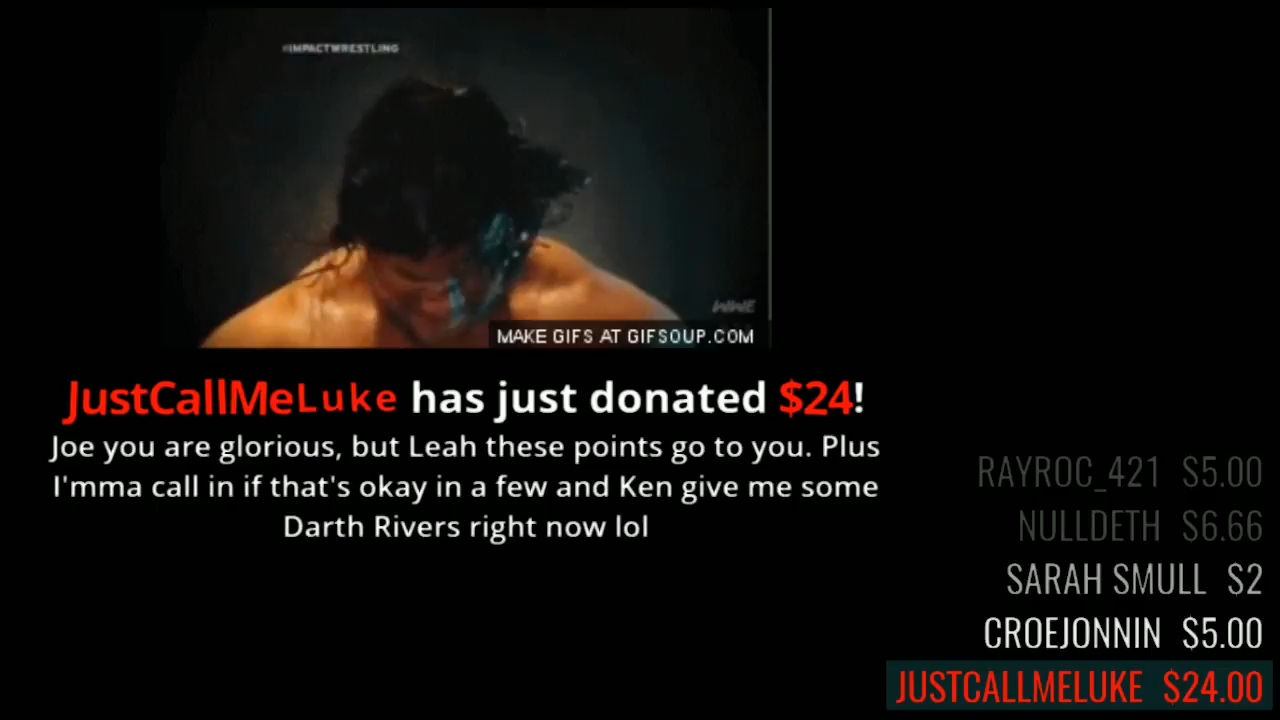 #IMPACTWRESTLING
WWE
MAKE GIFS AT GIFSOUP.COM
JustCallMeLuke has just donated $24!
Joe you are glorious, but Leah these points go to you. Plus
I'mma call in if that's okay in a few and Ken give me some
Darth Rivers right now lol
RAYROC_421 $5.00
NULLDETH $6.66
SARAH SMULL $2
CROEJONNIN $5.00
JUSTCALLMELUKE $24.00